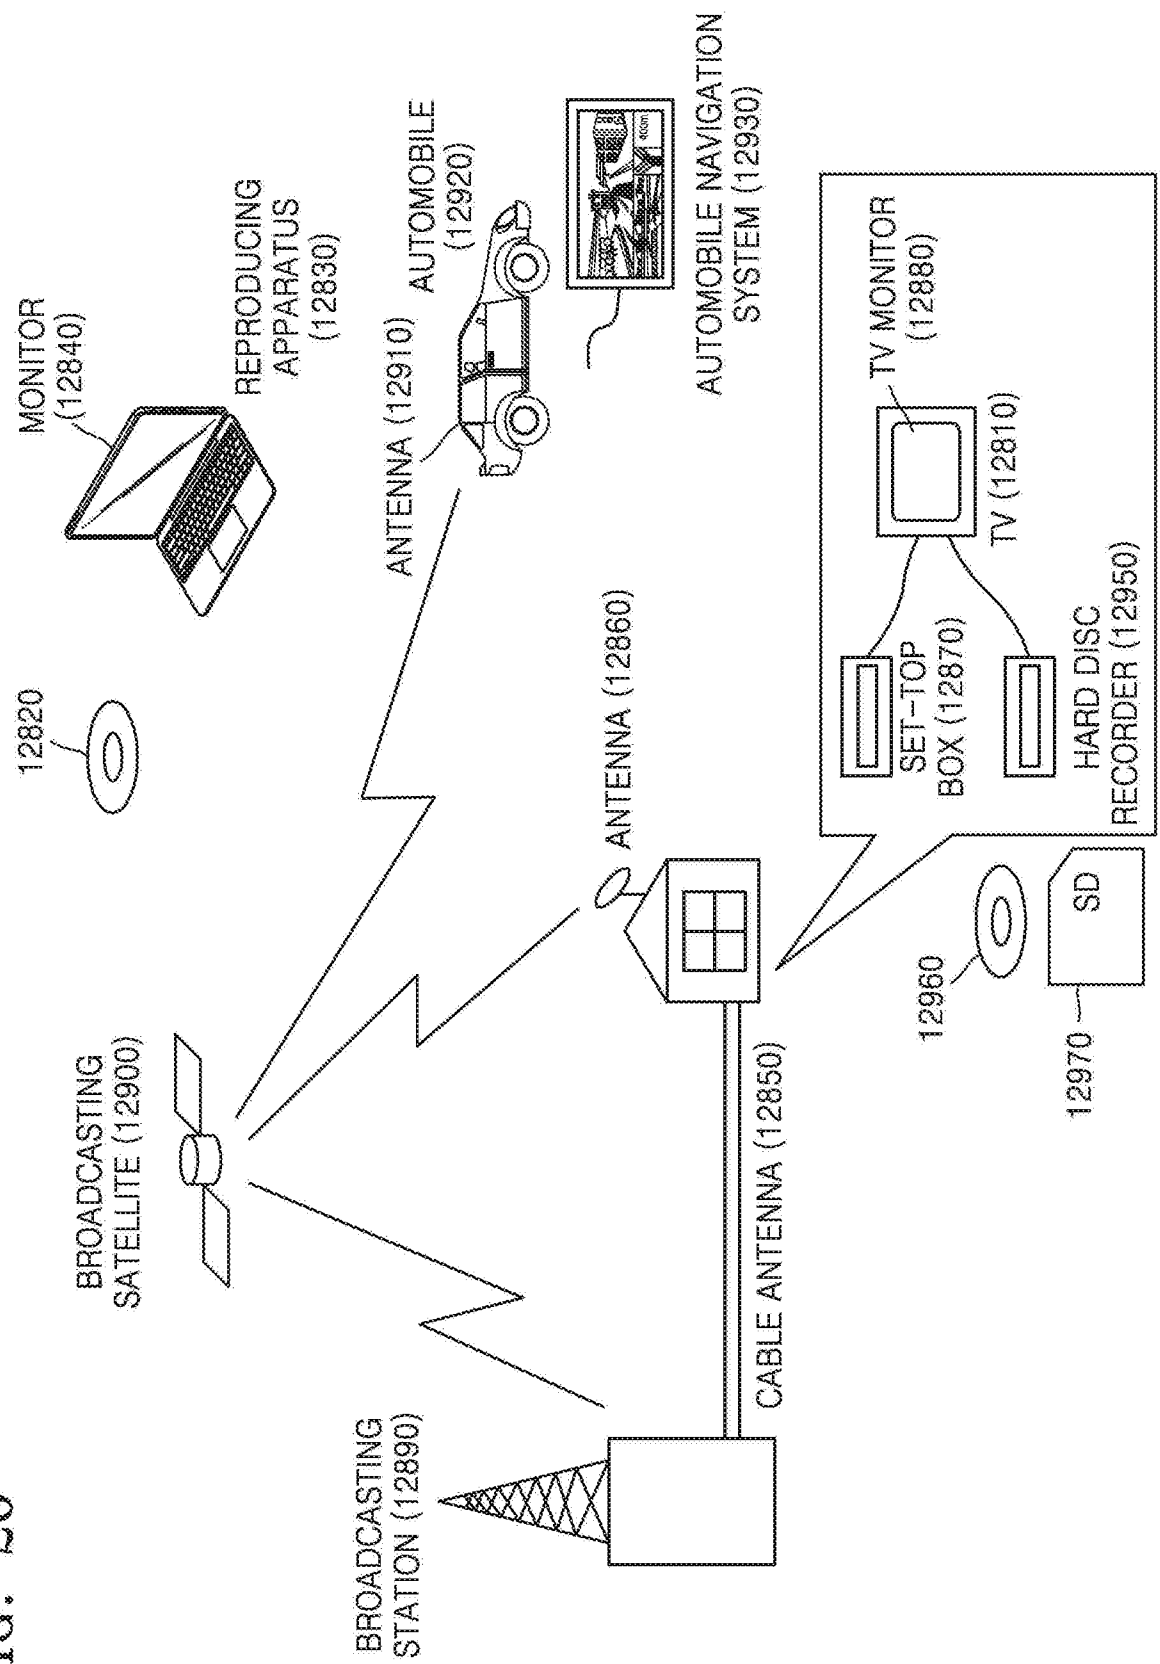 12820
MONITOR
(12840)
REPRODUCING
APPARATUS
(12830)
BROADCASTING
SATELLITE (12900)
ANTENNA (12910)
AUTOMOBILE
(12920)
BROADCASTING
STATION (12890)
ANTENNA (12860)
400m
AUTOMOBILE NAVIGATION
SYSTEM (12930)
CABLE ANTENNA (12850)
TV MONITOR
(12880)
SET-TOP
BOX (12870)
TV (12810)
HARD DISC
RECORDER (12950)
12960
SD
12970